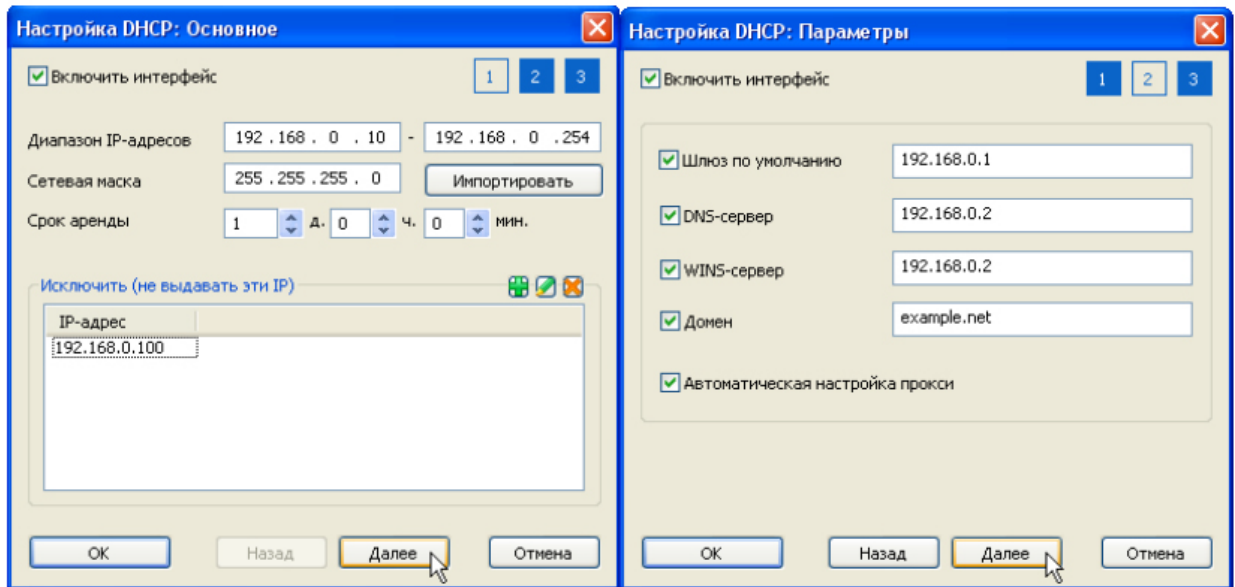 Настройка DHCP: Основное
Включить интерфейс
1 2 3
Диапазон IP-адресов 192 . 168 . 0 . 10 - 192 . 168 . 0 . 254
Сетевая маска 255 . 255 . 255 . 0 Импортировать
Срок аренды 1 д. 0 ч. 0 мин.
Исключить (не выдавать эти IP)
IP-адрес
192.168.0.100
ОК Назад Далее Отмена
Настройка DHCP: Параметры
Включить интерфейс
1 2 3
Шлюз по умолчанию 192.168.0.1
DNS-сервер 192.168.0.2
WINS-сервер 192.168.0.2
Домен example.net
Автоматическая настройка прокси
ОК Назад Далее Отмена